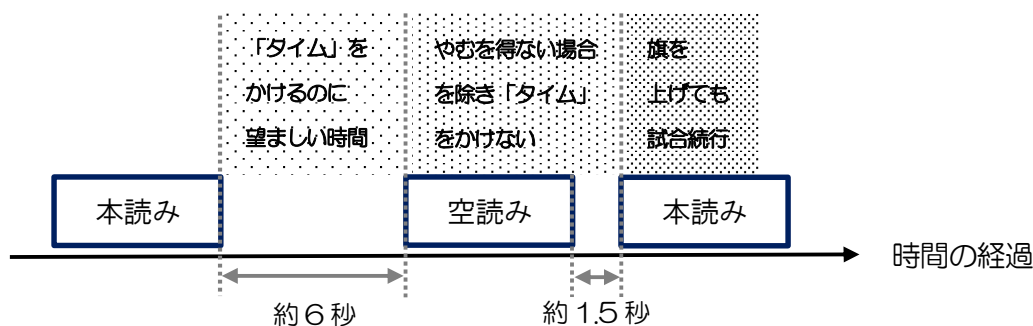 「タイム」を
かけるのに
望ましい時間
やむを得ない場合
を除き「タイム」
をかけない
旗を
上げても
試合続行
本読み
空読み
本読み
時間の経過
約6秒
約1.5秒